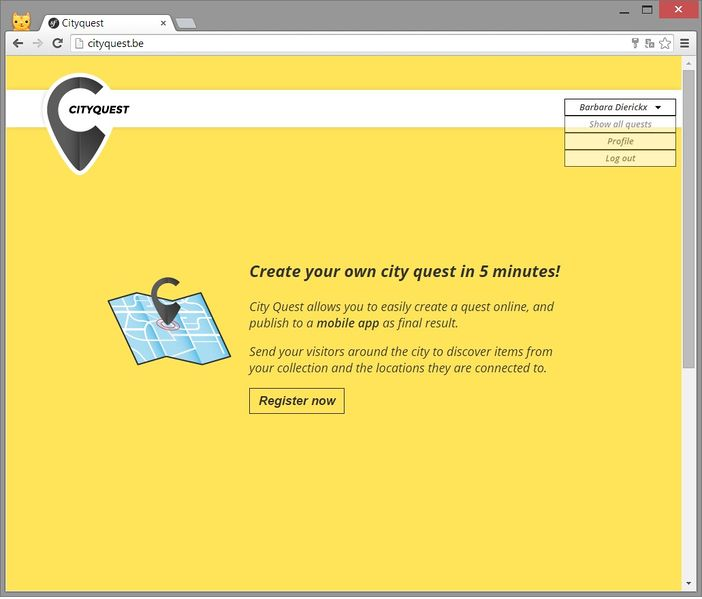 Cityquest
cityquest.be
CITYQUEST
Barbara Dierickx
Show all quests
Profile
Log out
Create your own city quest in 5 minutes!
City Quest allows you to easily create a quest online, and
publish to a mobile app as final result.
Send your visitors around the city to discover items from
your collection and the locations they are connected to.
Register now